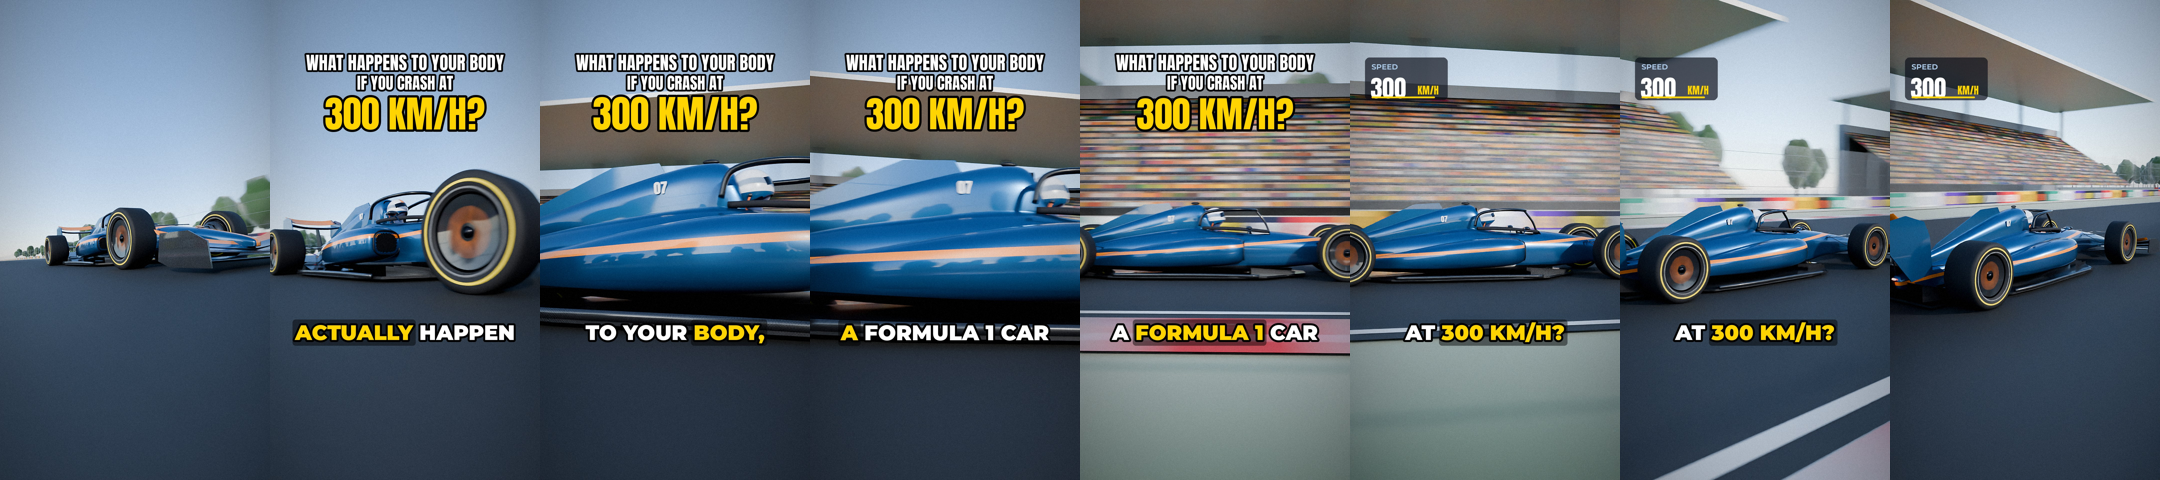 WHAT HAPPENS TO YOUR BODY
IF YOU CRASH AT
300 KM/H?
ACTUALLY HAPPEN
WHAT HAPPENS TO YOUR BODY
IF YOU CRASH AT
300 KM/H?
07
TO YOUR BODY,
WHAT HAPPENS TO YOUR BODY
IF YOU CRASH AT
300 KM/H?
07
A FORMULA 1 CAR
WHAT HAPPENS TO YOUR BODY
IF YOU CRASH AT
300 KM/H?
A FORMULA 1 CAR
SPEED
300 KM/H
07
AT 300 KM/H?
SPEED
300 KM/H
AT 300 KM/H?
SPEED
300 KM/H